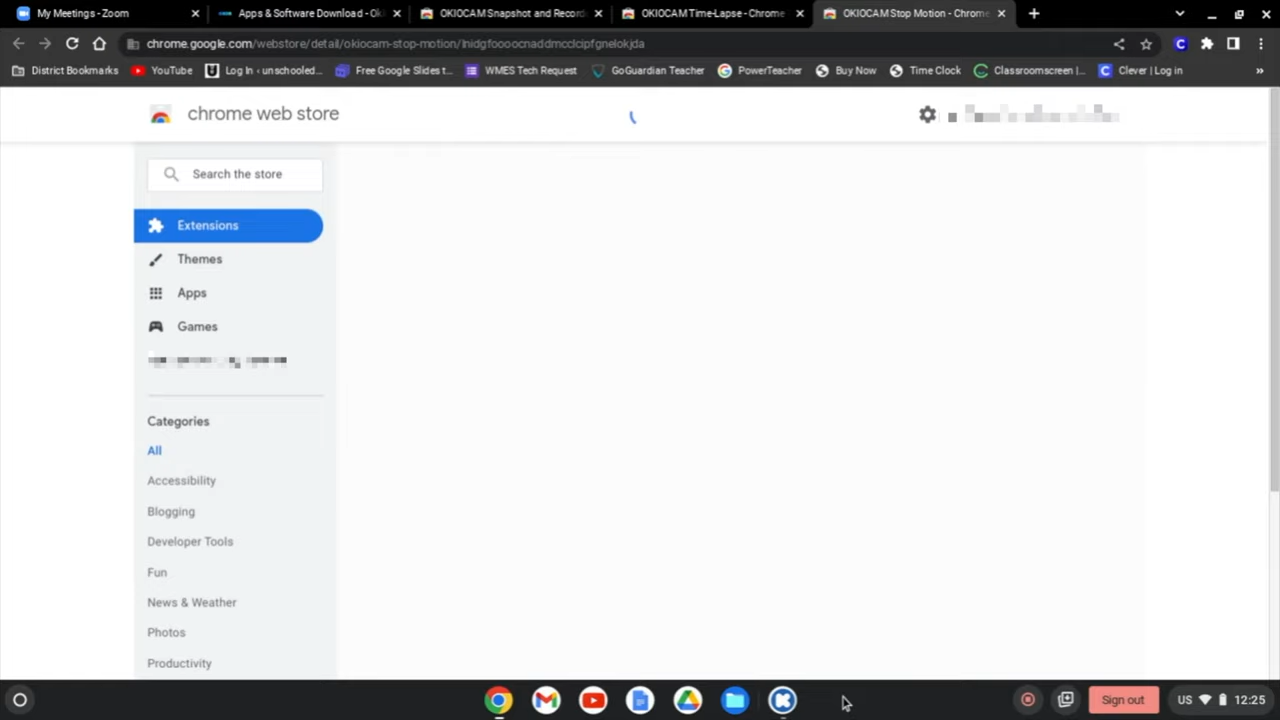 My Meetings - Zoom
Apps & Software Download - Oki
OKIOCAM Snapshot and Record
OKIOCAM Time-Lapse - Chrome
OKIOCAM Stop Motion - Chrome
chrome.google.com/webstore/detail/okiocam-stop-motion/
District Bookmarks
YouTube
Log In ‹ unschooled...
Free Google Slides t...
WMES Tech Request
GoGuardian Teacher
PowerTeacher
Buy Now
Time Clock
Classroomscreen |...
Clever | Log in
»
chrome web store
Search the store
Extensions
Themes
Apps
Games
Categories
All
Accessibility
Blogging
Developer Tools
Fun
News & Weather
Photos
Productivity
Sign out
US
12:25